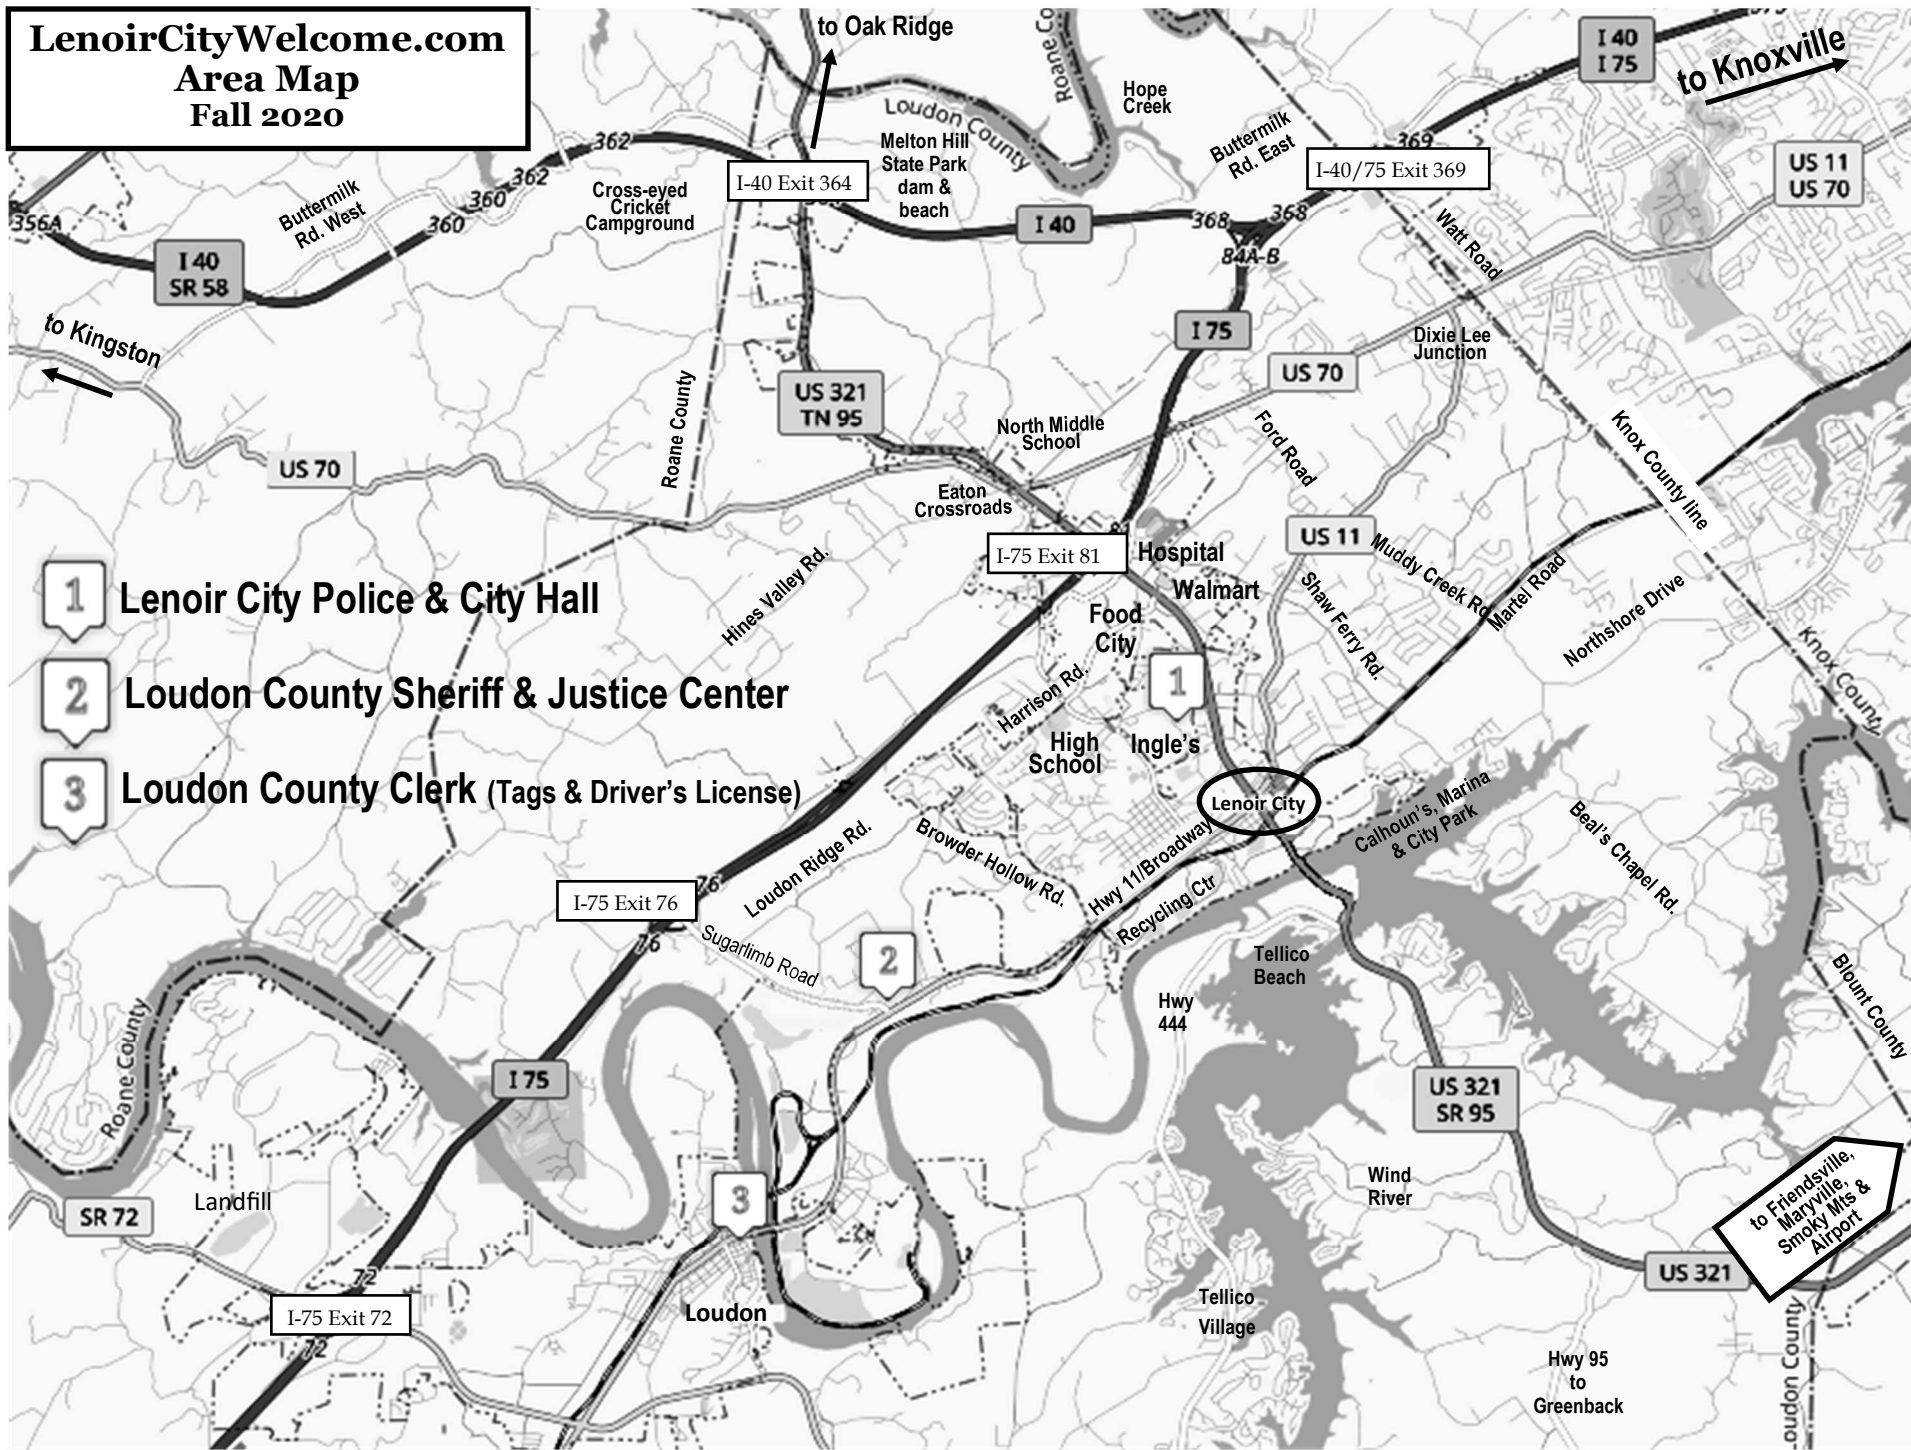 LenoirCityWelcome.com
Area Map
Fall 2020
to Oak Ridge
Roane Co
Hope
Creek
I 40
I 75
to Knoxville
Loudon County
Melton Hill
State Park
dam &
beach
Buttermilk
Rd. East
369
I-40/75 Exit 369
US 11
US 70
362
362
360
360
I-40 Exit 364
Cross-eyed
Cricket
Campground
Buttermilk
Rd. West
356A
I 40
SR 58
I 40
368
368
84A-B
Watt Road
to Kingston
I 75
Dixie Lee
Junction
US 70
US 321
TN 95
Roane County
North Middle
School
Ford Road
Knox County line
US 70
Eaton
Crossroads
81
I-75 Exit 81
Hospital
Walmart
US 11
Muddy Creek Rd.
Martel Road
Shaw Ferry Rd.
Northshore Drive
Knox County
Hines Valley Rd.
Food
City
1
Lenoir City Police & City Hall
2
Loudon County Sheriff & Justice Center
3
Loudon County Clerk (Tags & Driver's License)
Harrison Rd.
1
High
School
Ingle's
Lenoir City
Calhoun's, Marina
& City Park
Beal's Chapel Rd.
Browder Hollow Rd.
Hwy 11/Broadway
Recycling Ctr
Loudon Ridge Rd.
76
I-75 Exit 76
76
Sugarlimb Road
2
Tellico
Beach
Hwy
444
Blount County
Roane County
I 75
US 321
SR 95
Wind
River
to Friendsville,
Maryville,
Smoky Mts &
Airport
US 321
Landfill
SR 72
3
72
I-75 Exit 72
72
Loudon
Tellico
Village
Hwy 95
to
Greenback
Loudon County